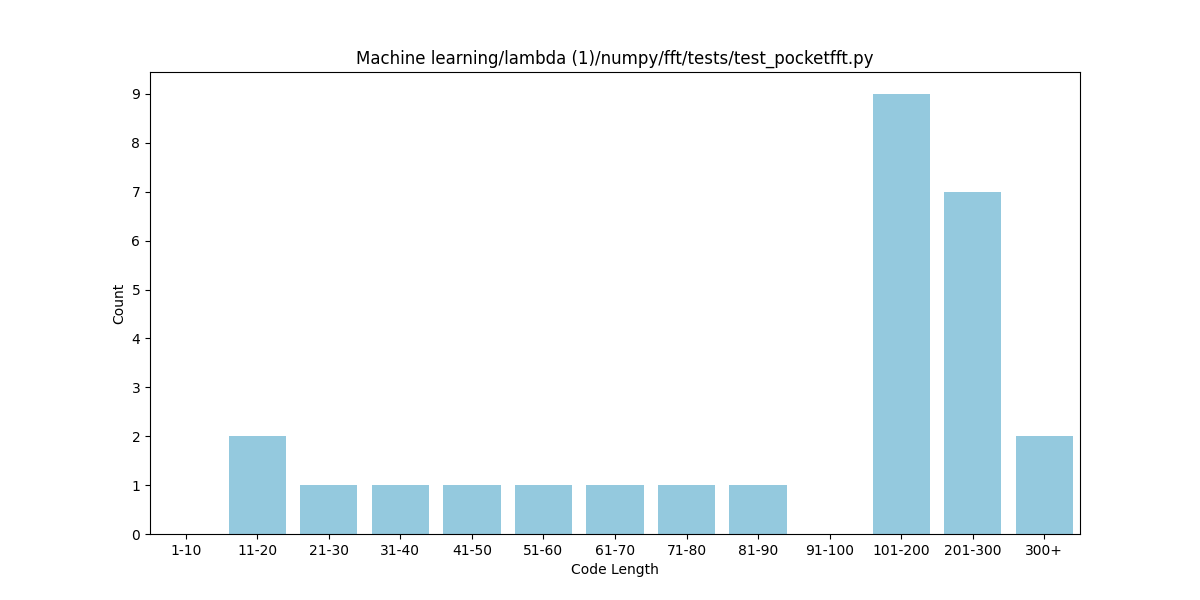 Machine learning/lambda (1)/numpy/fft/tests/test_pocketfft.py
9
8
7
6
5
4
3
2
1
0
Count
1-10 11-20 21-30 31-40 41-50 51-60 61-70 71-80 81-90 91-100 101-200 201-300 300+
Code Length